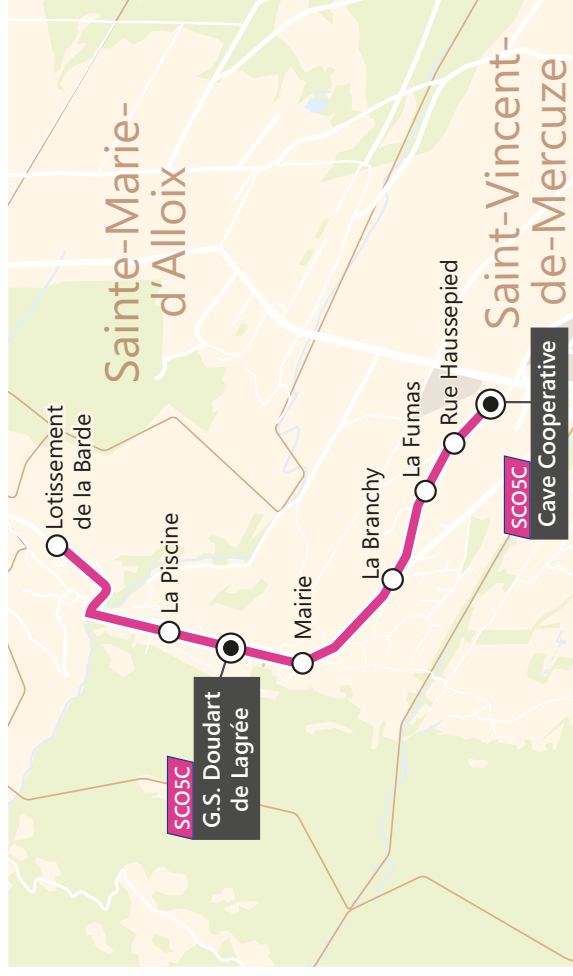 Sainte-Marie-
d'Alloix
Saint-Vincent-
de-Mercuze
Lotissement
de la Barde
La Piscine
SCO5C
G.S. Doudart
de Lagrée
Mairie
La Branchy
La Fumas
Rue Haussepied
SCO5C
Cave Cooperative